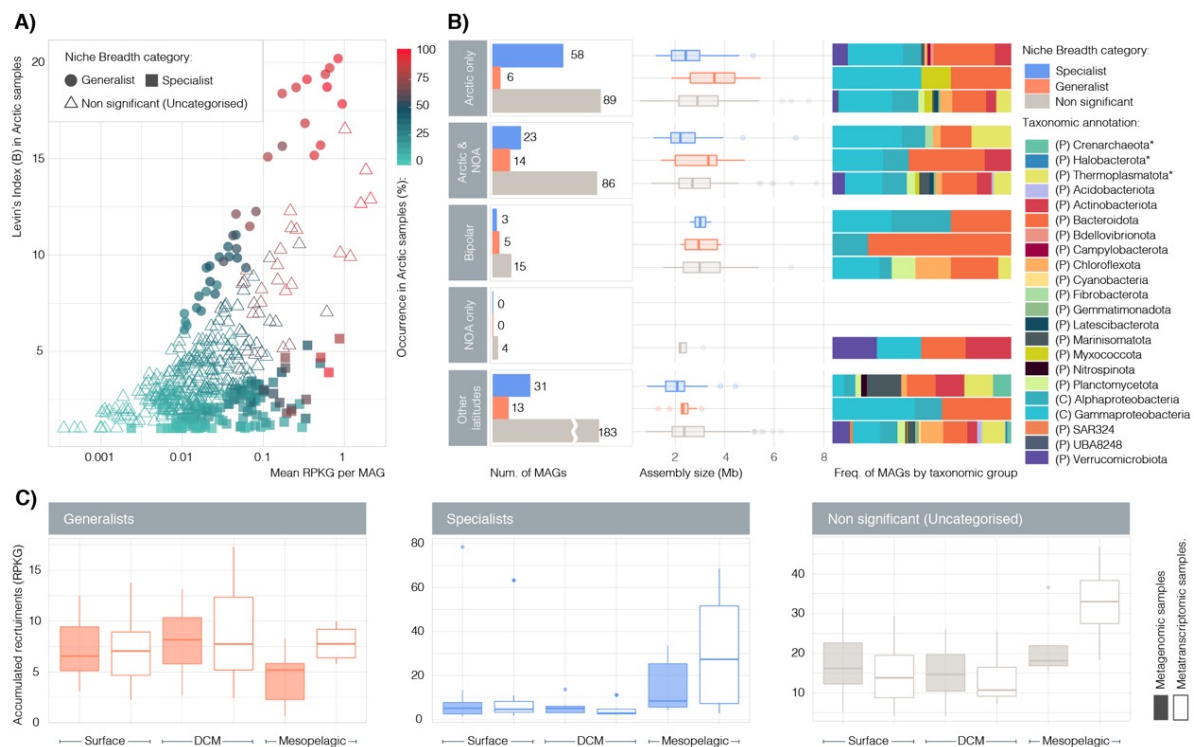 A)
Levin's Index (B) in Arctic samples
20
15
10
5
Niche Breadth category:
Generalist
Specialist
Non significant (Uncategorised)
0.001
0.01
0.1
1
Mean RPKG per MAG
100
75
50
25
0
Occurrence in Arctic samples (%):
B)
Arctic only
58
6
89
Arctic &
NOA
23
14
86
Bipolar
3
5
15
NOA only
0
0
4
Other
latitudes
31
13
183
Num. of MAGs
2
4
6
8
Assembly size (Mb)
Freq. of MAGs by taxonomic group
Niche Breadth category:
Specialist
Generalist
Non significant
Taxonomic annotation:
(P) Crenarchaeota*
(P) Halobacterota*
(P) Thermoplasmatota*
(P) Acidobacteriota
(P) Actinobacteriota
(P) Bacteroidota
(P) Bdellovibrionota
(P) Campylobacterota
(P) Chloroflexota
(P) Cyanobacteria
(P) Fibrobacterota
(P) Gemmatimonadota
(P) Latescibacterota
(P) Marinisomatota
(P) Myxococcota
(P) Nitrospinota
(P) Planctomycetota
(C) Alphaproteobacteria
(C) Gammaproteobacteria
(P) SAR324
(P) UBA8248
(P) Verrucomicrobiota
C)
Accumulated recrtuiments (RPKG)
Generalists
15
10
5
0
Surface
DCM
Mesopelagic
Specialists
80
60
40
20
0
Surface
DCM
Mesopelagic
Non significant (Uncategorised)
40
30
20
10
Surface
DCM
Mesopelagic
Metagenomic samples
Metatranscriptomic samples.